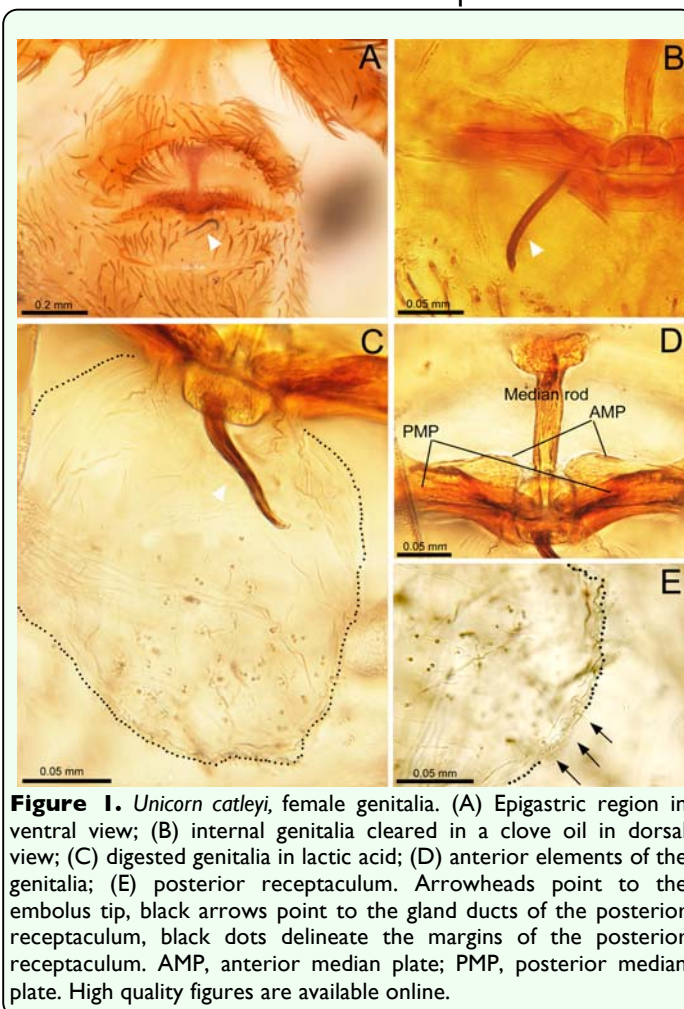 A
B
0.2 mm
0.05 mm
C
D
Median rod
AMP
PMP
0.05 mm
E
0.05 mm
0.05 mm
Figure 1. Unicorn catleyi, female genitalia. (A) Epigastric region in
ventral view; (B) internal genitalia cleared in a clove oil in dorsal
view; (C) digested genitalia in lactic acid; (D) anterior elements of the
genitalia; (E) posterior receptaculum. Arrowheads point to the
embolus tip, black arrows point to the gland ducts of the posterior
receptaculum, black dots delineate the margins of the posterior
receptaculum. AMP, anterior median plate; PMP, posterior median
plate. High quality figures are available online.